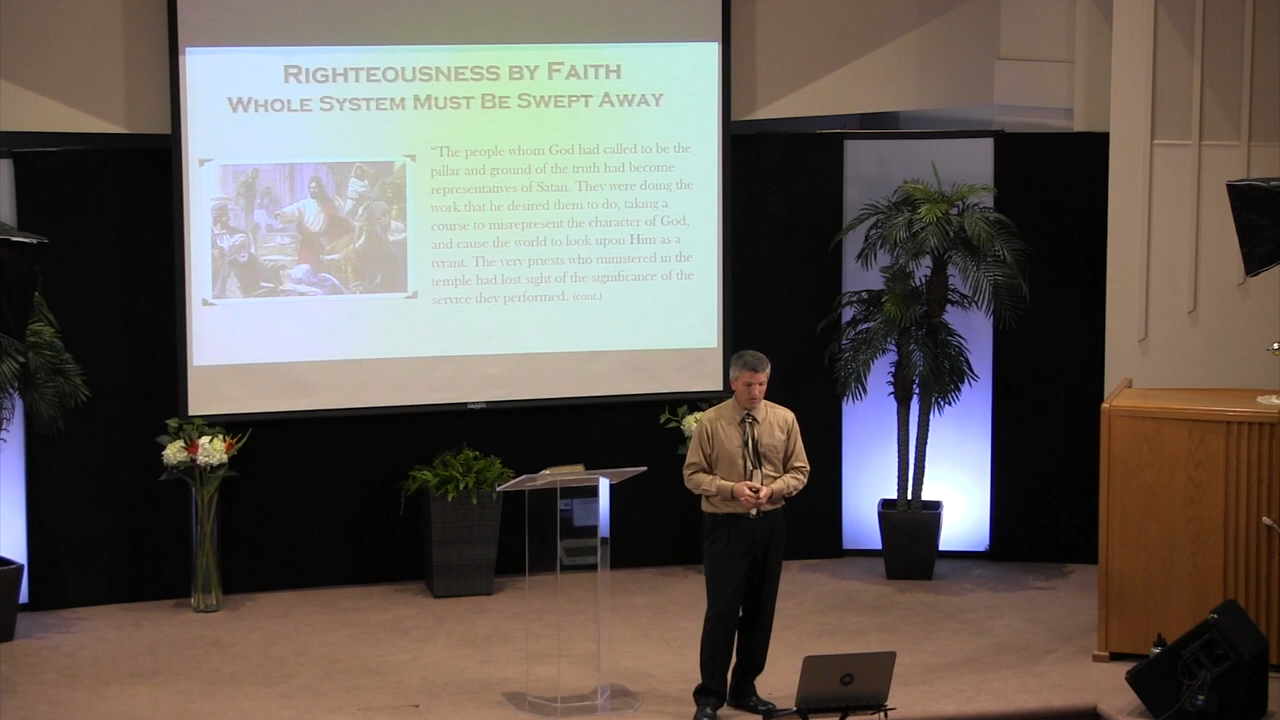 RIGHTEOUSNESS BY FAITH
WHOLE SYSTEM MUST BE SWEPT AWAY
"The people whom God had called to be the
pillar and ground of the truth had become
representatives of Satan. They were doing the
work that he desired them to do, taking a
course to misrepresent the character of God,
and cause the world to look upon Him as a
tyrant. The very priests who ministered in the
temple had lost sight of the significance of the
service they performed. (cont.)